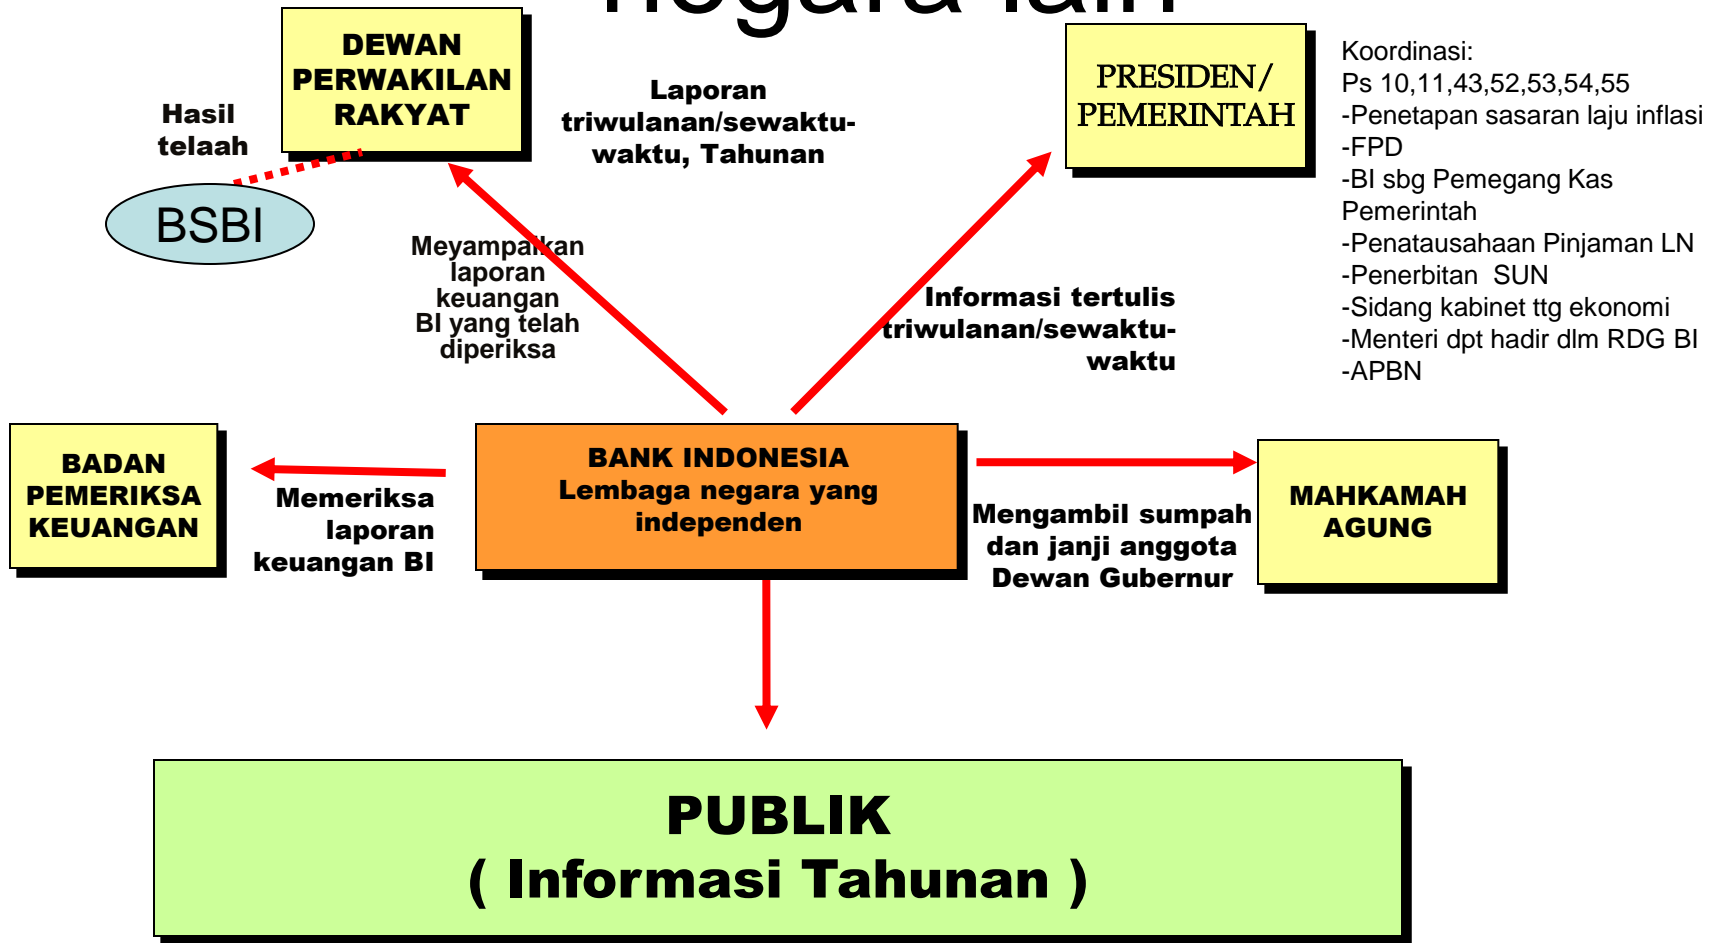 negara lain
DEWAN
PERWAKILAN
RAKYAT
Hasil
telaah
BSBI
Laporan
triwulanan/sewaktu-
waktu, Tahunan
PRESIDEN/
PEMERINTAH
Koordinasi:
Ps 10,11,43,52,53,54,55
-Penetapan sasaran laju inflasi
-FPD
-BI sbg Pemegang Kas
Pemerintah
-Penatausahaan Pinjaman LN
-Penerbitan  SUN
-Sidang kabinet ttg ekonomi
-Menteri dpt hadir dlm RDG BI
-APBN
Meyampaikan
laporan
keuangan
BI yang telah
diperiksa
Informasi tertulis
triwulanan/sewaktu-
waktu
BADAN
PEMERIKSA
KEUANGAN
Memeriksa
laporan
keuangan BI
BANK INDONESIA
Lembaga negara yang
independen
Mengambil sumpah
dan janji anggota
Dewan Gubernur
MAHKAMAH
AGUNG
PUBLIK
( Informasi Tahunan )